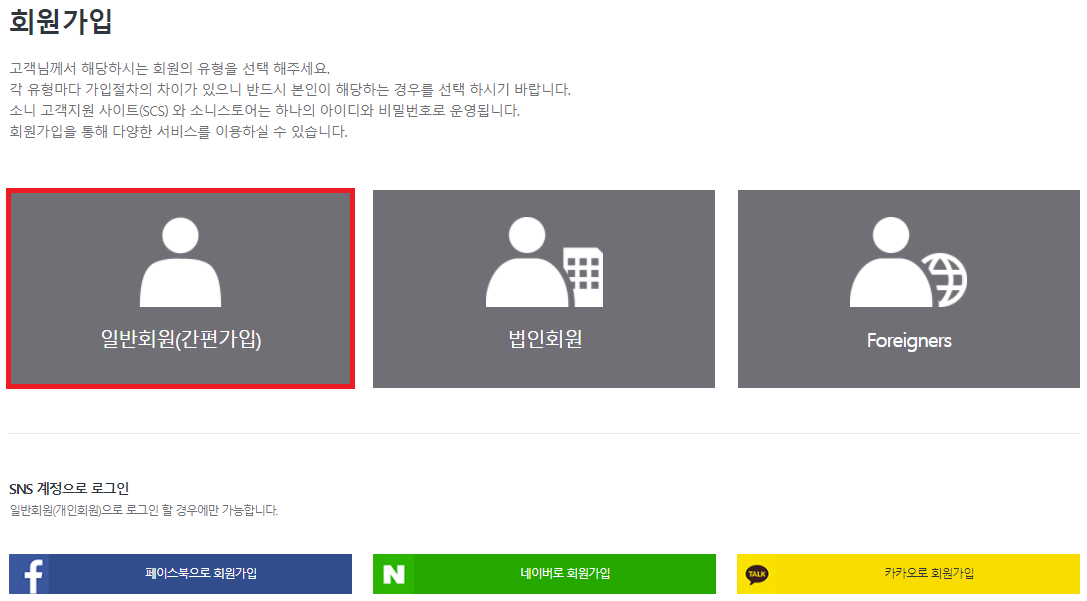 회원가입
고객님께서 해당하시는 회원의 유형을 선택 해주세요.
각 유형마다 가입절차의 차이가 있으니 반드시 본인이 해당하는 경우를 선택 하시기 바랍니다.
소니 고객지원 사이트(SCS) 와 소니스토어는 하나의 아이디와 비밀번호로 운영됩니다.
회원가입을 통해 다양한 서비스를 이용하실 수 있습니다.
일반회원(간편가입)
법인회원
Foreigners
SNS 계정으로 로그인
일반회원(개인회원)으로 로그인 할 경우에만 가능합니다.
f 페이스북으로 회원가입
N 네이버로 회원가입
TALK 카카오로 회원가입